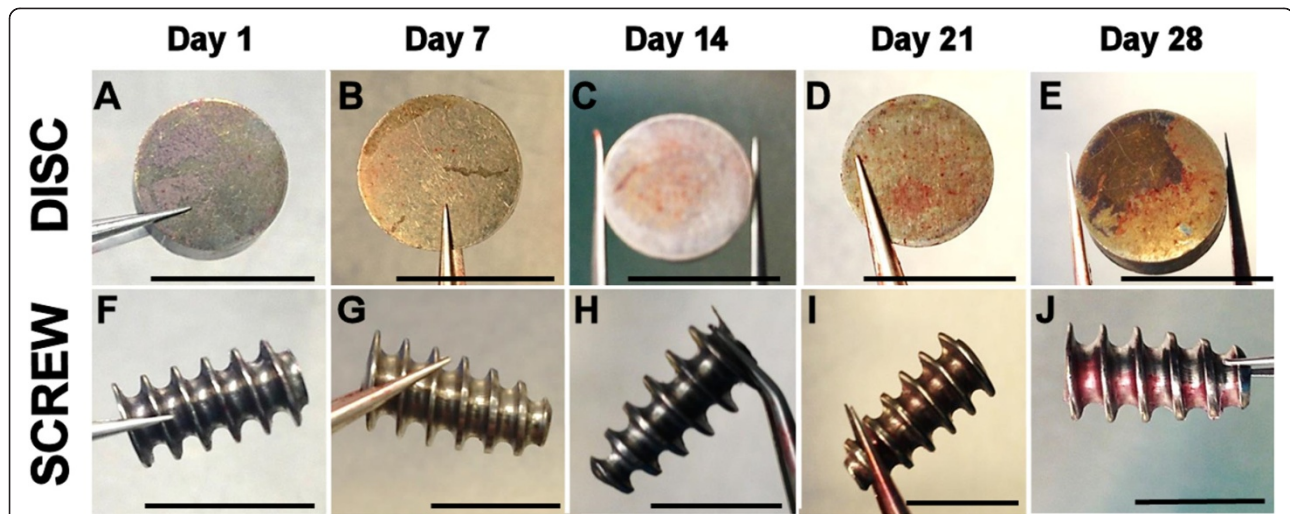 Day 1 Day 7 Day 14 Day 21 Day 28
DISC
A B C D E
SCREW
F G H I J